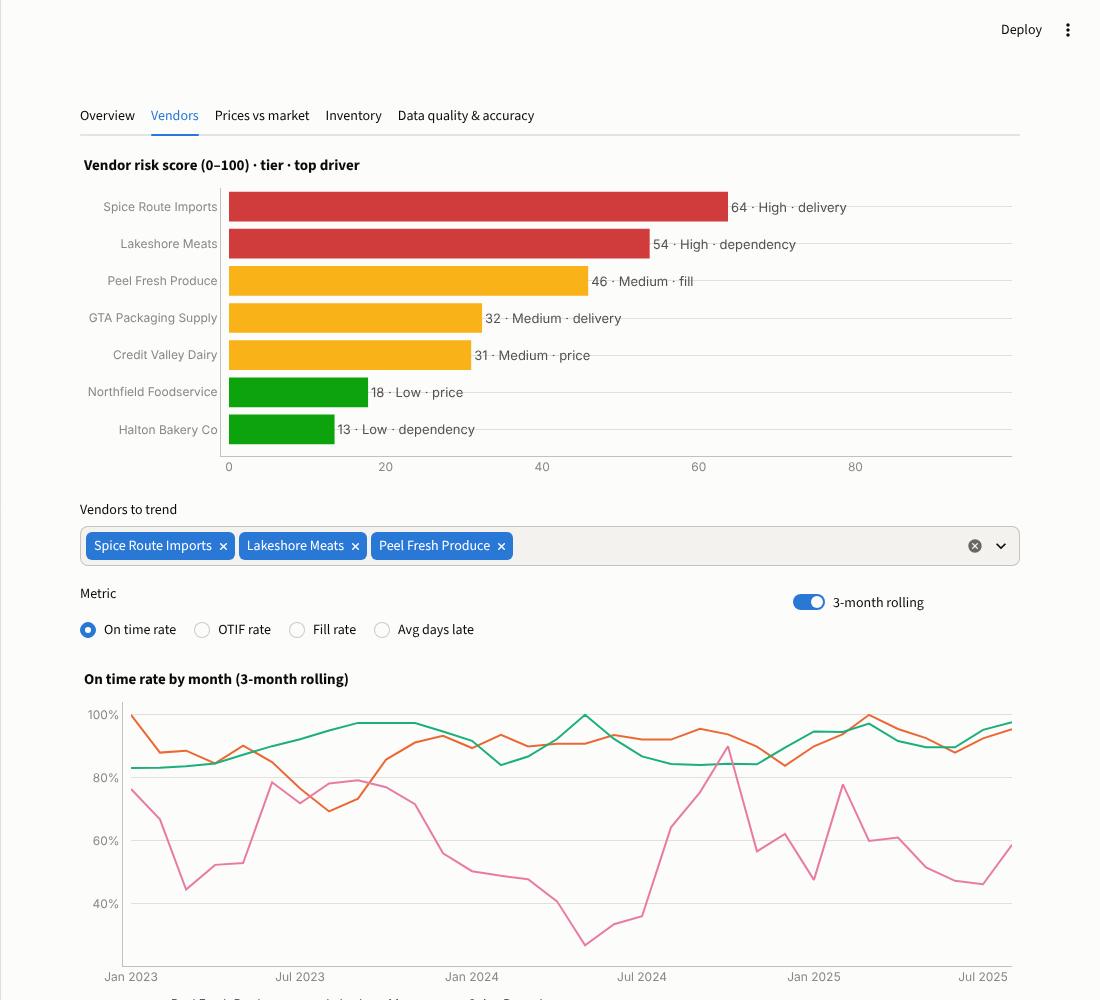 Deploy
Overview Vendors Prices vs market Inventory Data quality & accuracy
Vendor risk score (0–100) · tier · top driver
Spice Route Imports 64 · High · delivery
Lakeshore Meats 54 · High · dependency
Peel Fresh Produce 46 · Medium · fill
GTA Packaging Supply 32 · Medium · delivery
Credit Valley Dairy 31 · Medium · price
Northfield Foodservice 18 · Low · price
Halton Bakery Co 13 · Low · dependency
0 20 40 60 80
Vendors to trend
Spice Route Imports × Lakeshore Meats × Peel Fresh Produce ×
Metric
3-month rolling
On time rate OTIF rate Fill rate Avg days late
On time rate by month (3-month rolling)
100%
80%
60%
40%
Jan 2023 Jul 2023 Jan 2024 Jul 2024 Jan 2025 Jul 2025